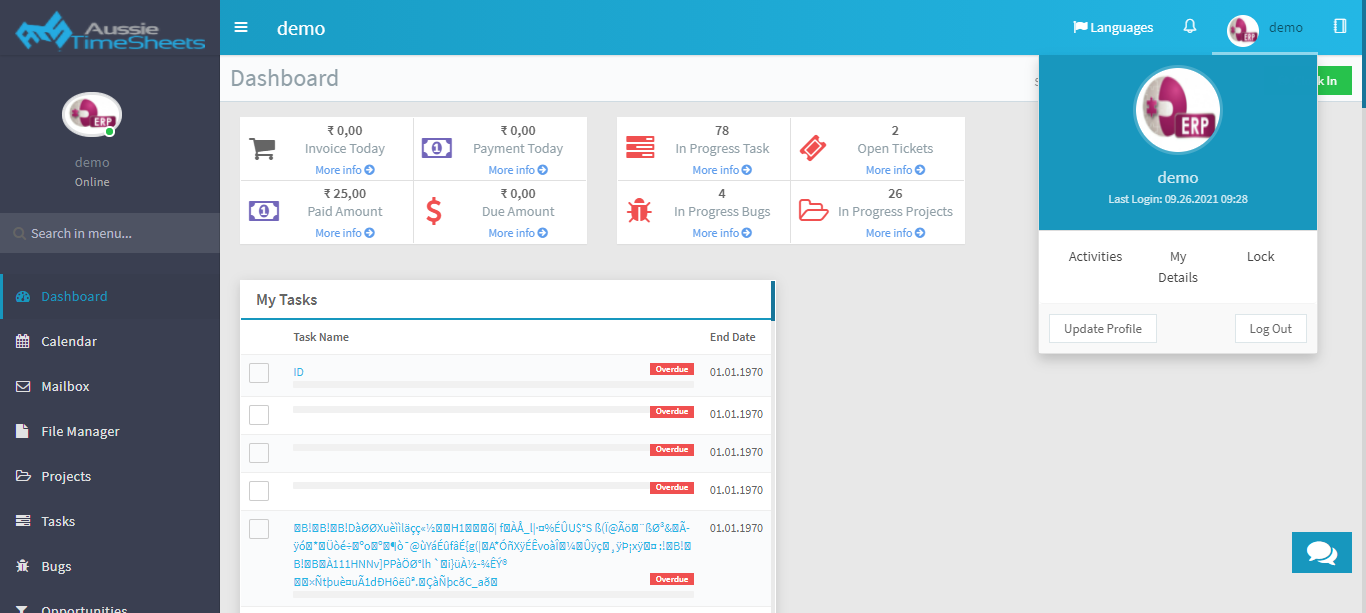 Aussie
TimeSheets
demo
Languages
demo
Dashboard
k In
ERP
demo
Online
Search in menu...
Dashboard
Calendar
Mailbox
File Manager
Projects
Tasks
Bugs
Opportunities
₹ 0,00
Invoice Today
More info
₹ 0,00
Payment Today
More info
₹ 25,00
Paid Amount
More info
₹ 0,00
Due Amount
More info
78
In Progress Task
More info
2
Open Tickets
More info
4
In Progress Bugs
More info
26
In Progress Projects
More info
ERP
demo
Last Login: 09.26.2021 09:28
Activities
My
Details
Lock
Update Profile
Log Out
My Tasks
Task Name End Date
ID Overdue 01.01.1970
Overdue 01.01.1970
Overdue 01.01.1970
Overdue 01.01.1970
01.01.1970
Overdue